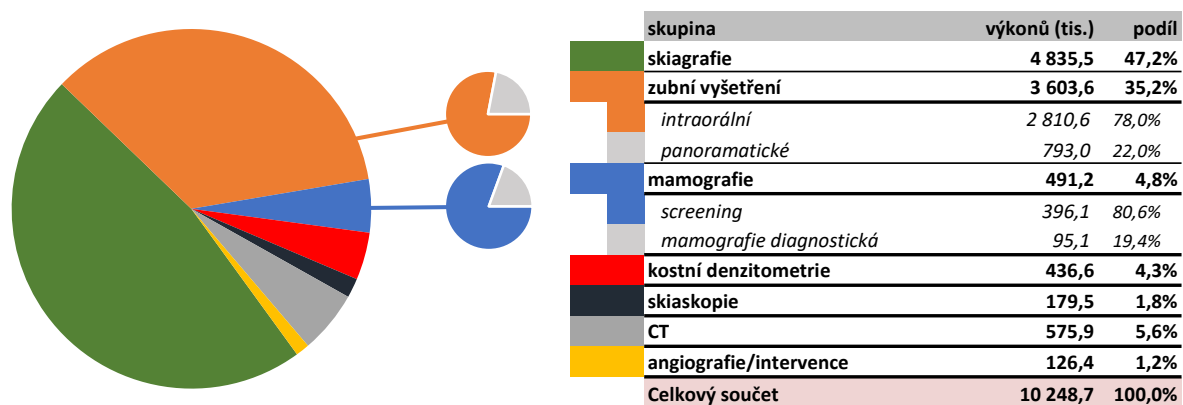 skupina výkonů (tis.) podíl
skiagrafie 4 835,5 47,2%
zubní vyšetření 3 603,6 35,2%
intraorální 2 810,6 78,0%
panoramatické 793,0 22,0%
mamografie 491,2 4,8%
screening 396,1 80,6%
mamografie diagnostická 95,1 19,4%
kostní denzitometrie 436,6 4,3%
skiaskopie 179,5 1,8%
CT 575,9 5,6%
angiografie/intervence 126,4 1,2%
Celkový součet 10 248,7 100,0%